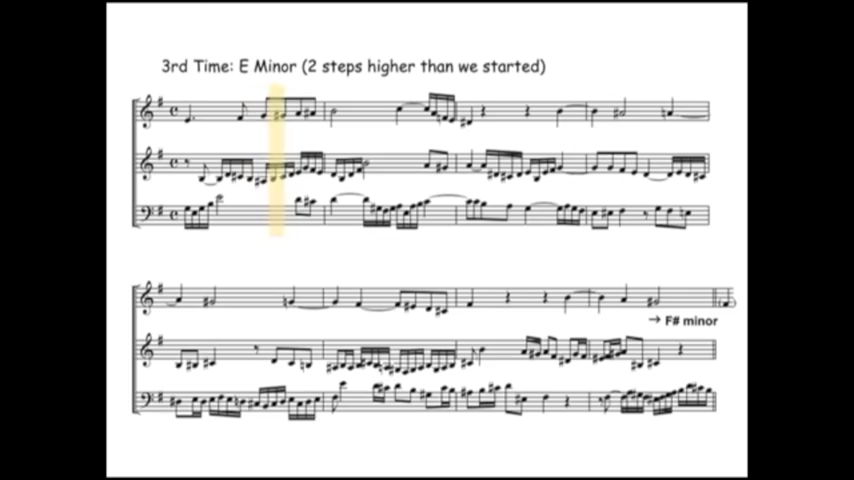 3rd Time: E Minor (2 steps higher than we started)
→ F# minor